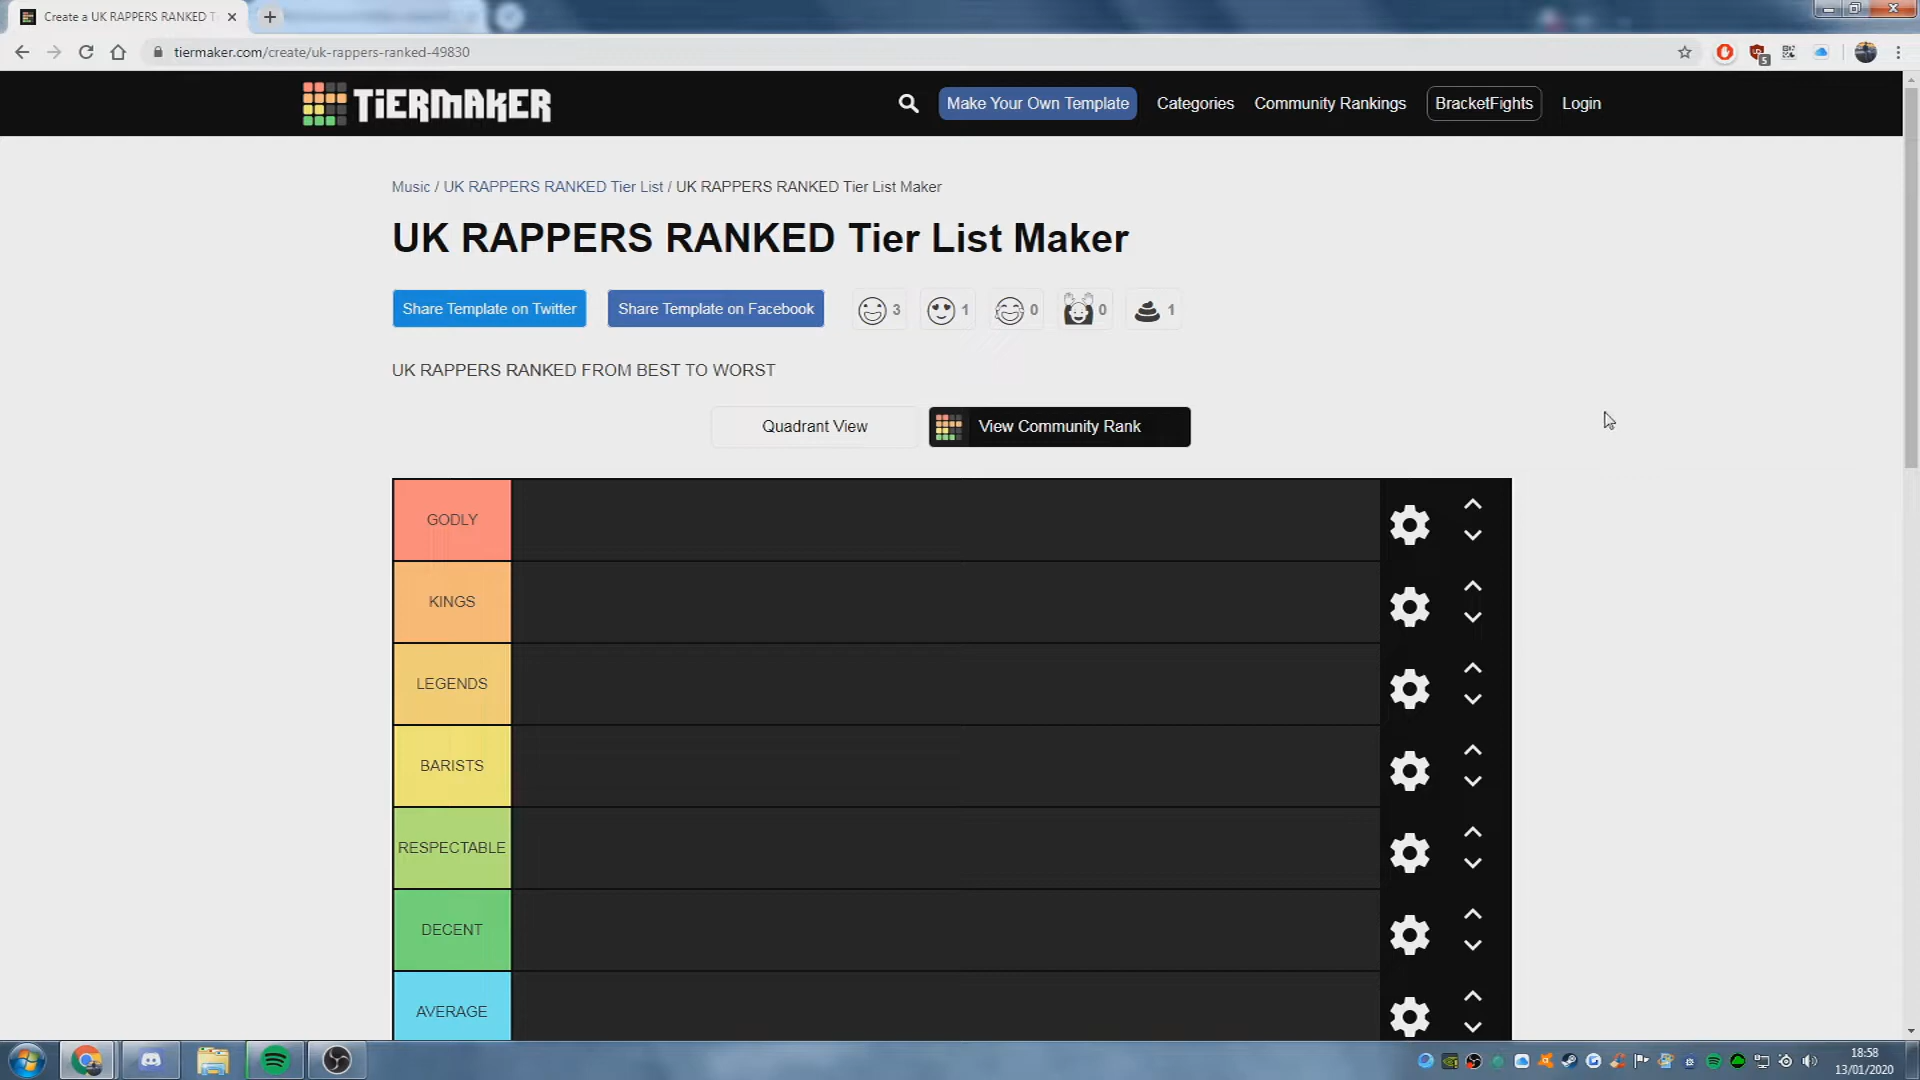 Create a UK RAPPERS RANKED T
tiermaker.com/create/uk-rappers-ranked-49830
5
TiERMAKER
Make Your Own Template
Categories
Community Rankings
BracketFights
Login
Music / UK RAPPERS RANKED Tier List / UK RAPPERS RANKED Tier List Maker
UK RAPPERS RANKED Tier List Maker
Share Template on Twitter
Share Template on Facebook
3
1
0
0
1
UK RAPPERS RANKED FROM BEST TO WORST
Quadrant View
View Community Rank
GODLY
KINGS
LEGENDS
BARISTS
RESPECTABLE
DECENT
AVERAGE
18:58
13/01/2020